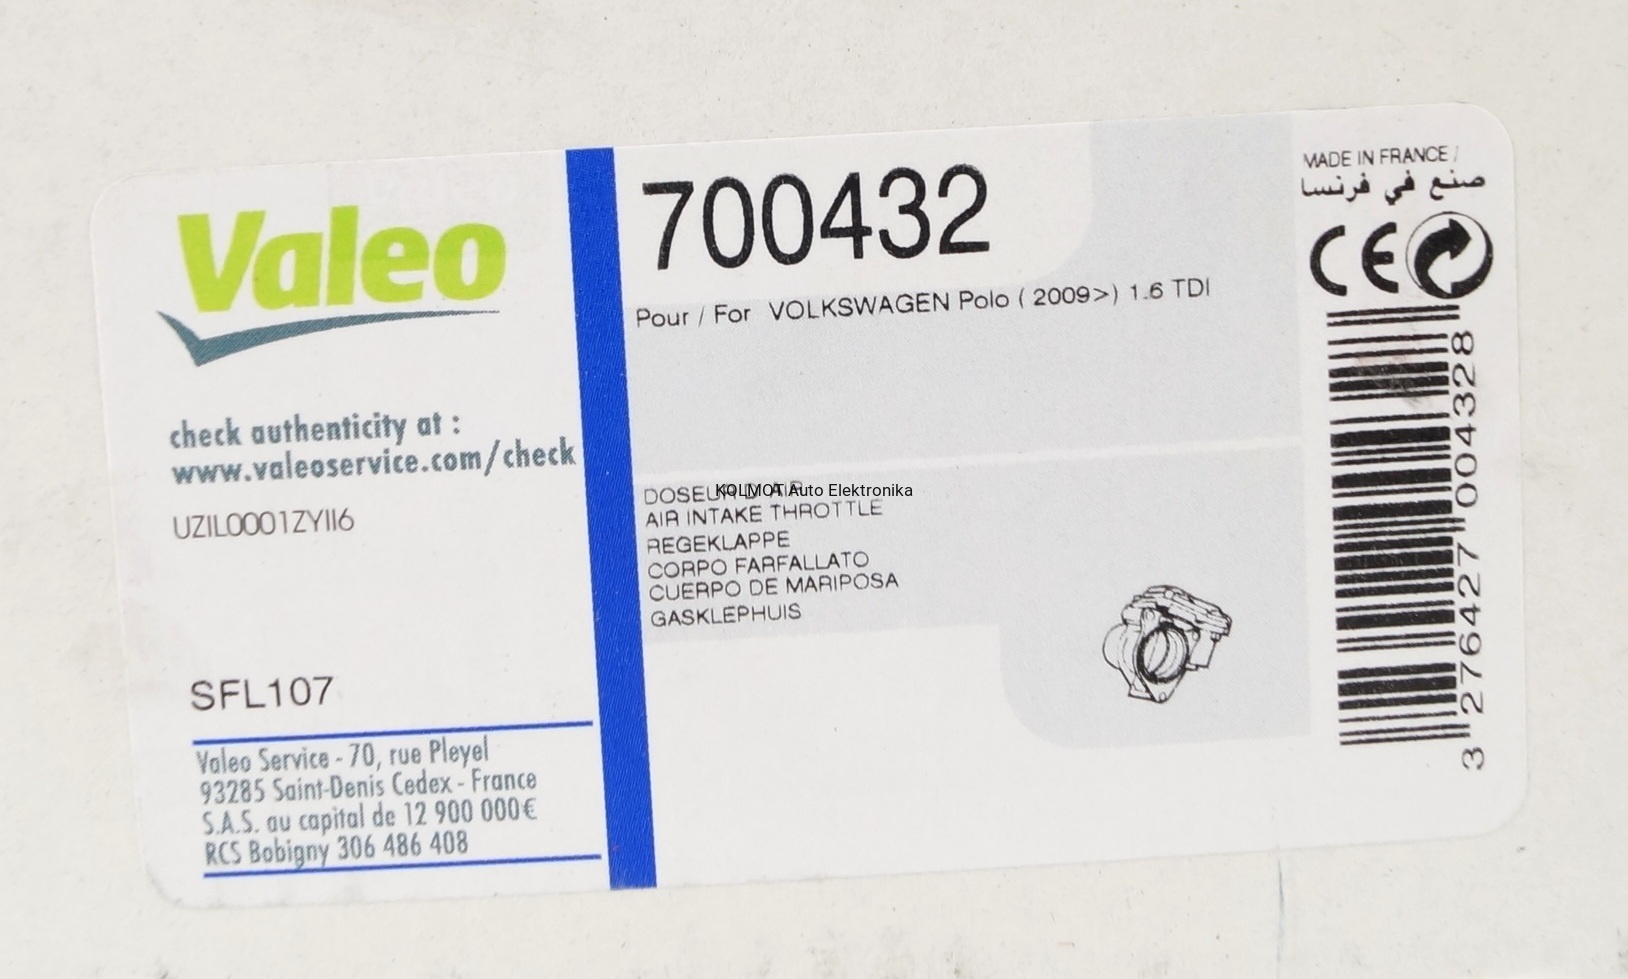 Valeo
check authenticity at :
www.valeoservice.com/check
UZIL0001ZYII6
SFL107
Valeo Service - 70, rue Pleyel
93285 Saint-Denis Cedex - France
S.A.S. au capital de 12 900 000€
RCS Bobigny 306 486 408
700432
Pour / For VOLKSWAGEN Polo ( 2009>) 1.6 TDI
DOSEUR D'AIR
KOLMOT Auto Elektronika
AIR INTAKE THROTTLE
REGEKLAPPE
CORPO FARFALLATO
CUERPO DE MARIPOSA
GASKLEPHUIS
MADE IN FRANCE /
صنع في فرنسا
CE
3 276427 004328